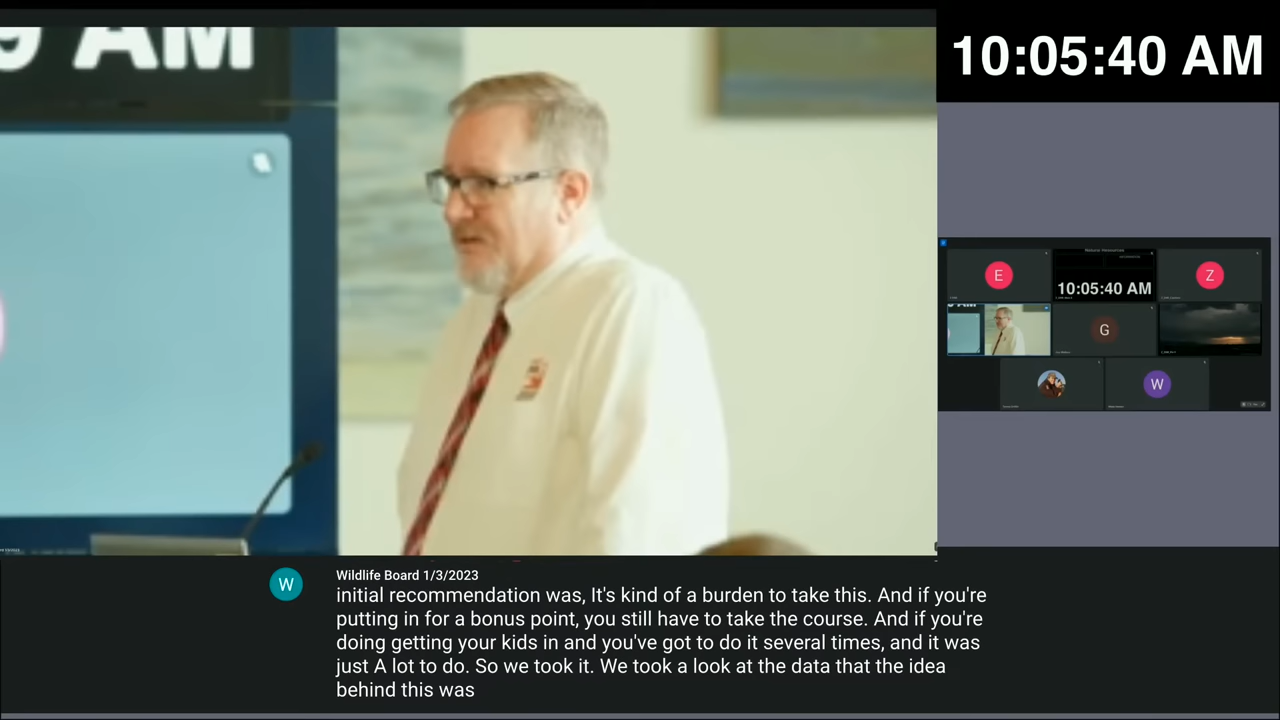 9 AM
10:05:40 AM
E
10:05:40 AM
Z
G
W
W
Wildlife Board 1/3/2023
initial recommendation was, It's kind of a burden to take this. And if you're
putting in for a bonus point, you still have to take the course. And if you're
doing getting your kids in and you've got to do it several times, and it was
just A lot to do. So we took it. We took a look at the data that the idea
behind this was